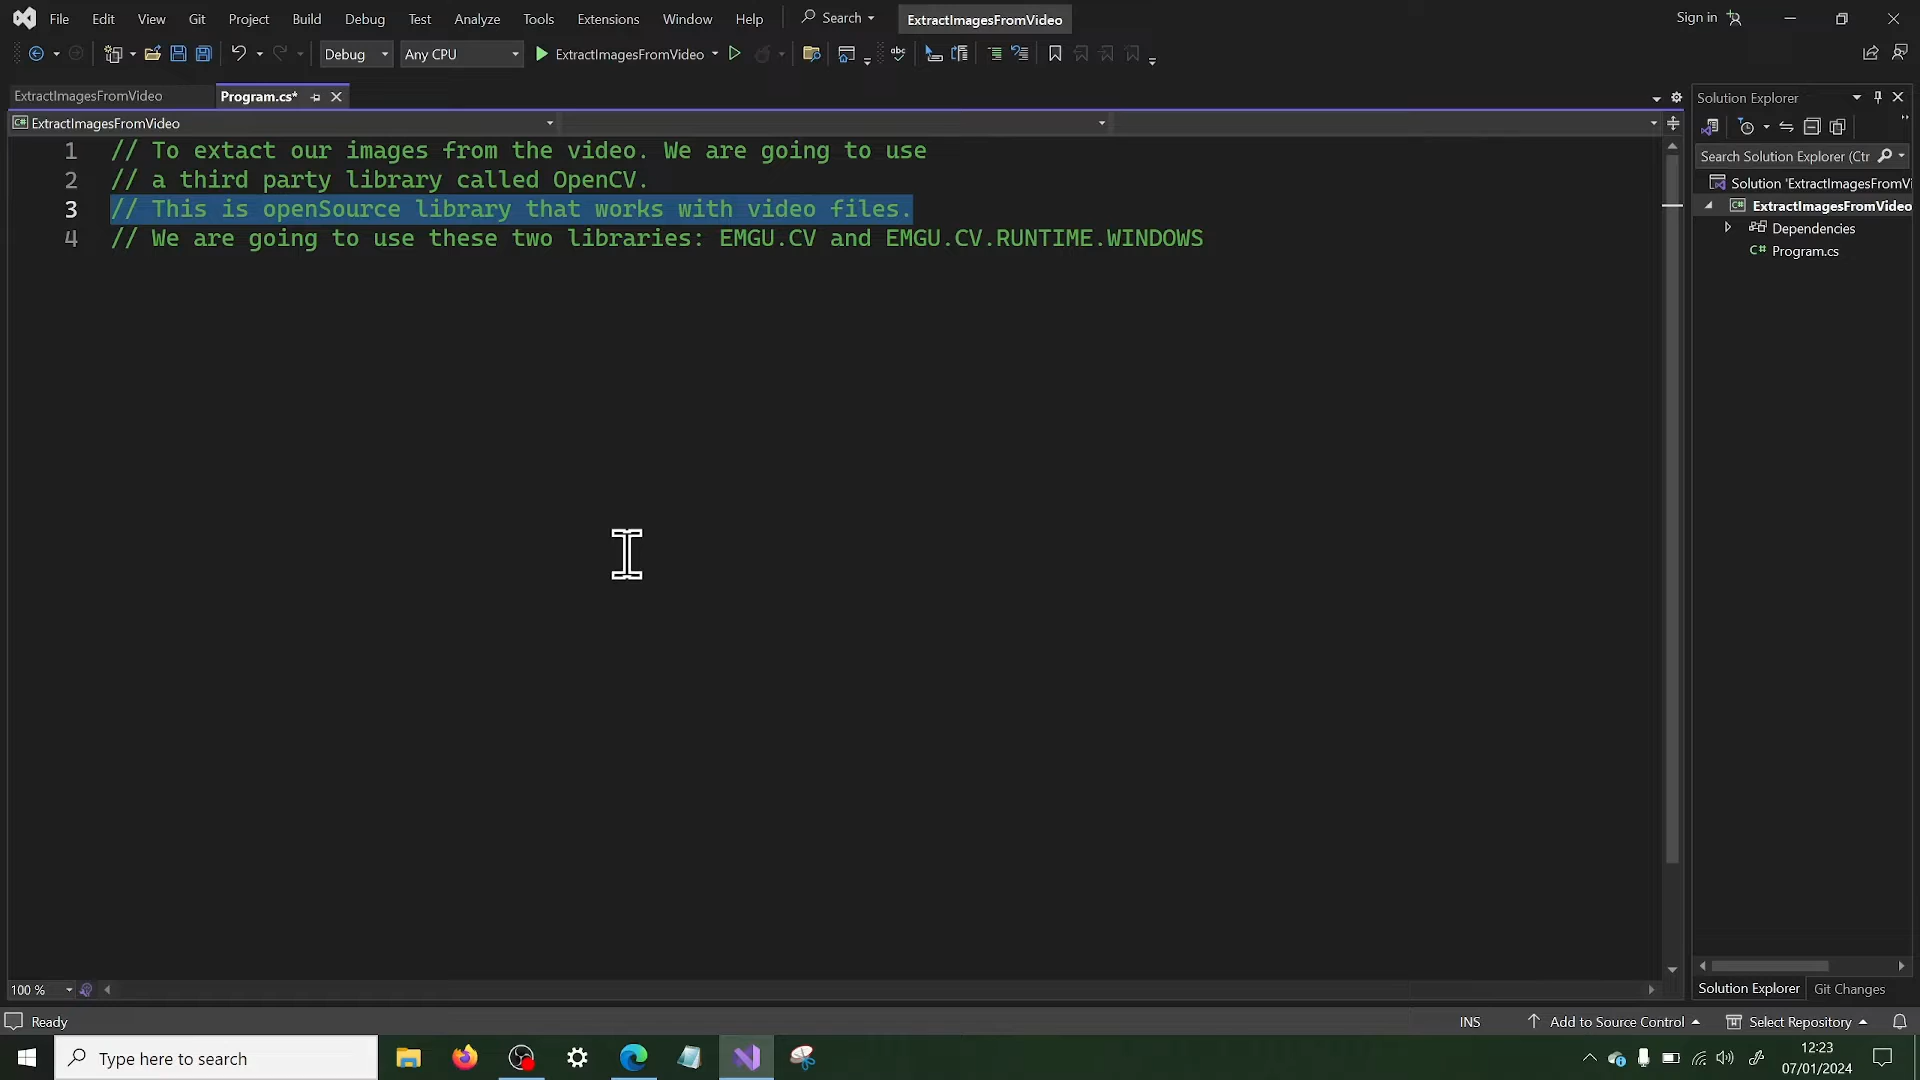 File Edit View Git Project Build Debug Test Analyze Tools Extensions Window Help Search ExtractImagesFromVideo Sign in
Debug Any CPU ExtractImagesFromVideo abc
ExtractImagesFromVideo Program.cs*
C# ExtractImagesFromVideo
1 // To extact our images from the video. We are going to use
2 // a third party library called OpenCV.
3 // This is openSource library that works with video files.
4 // We are going to use these two libraries: EMGU.CV and EMGU.CV.RUNTIME.WINDOWS
Solution Explorer
Search Solution Explorer (Ctr
Solution 'ExtractImagesFromVi
C# ExtractImagesFromVideo
Dependencies
C# Program.cs
100 %
Solution Explorer Git Changes
Ready INS Add to Source Control Select Repository
Type here to search
12:23
07/01/2024